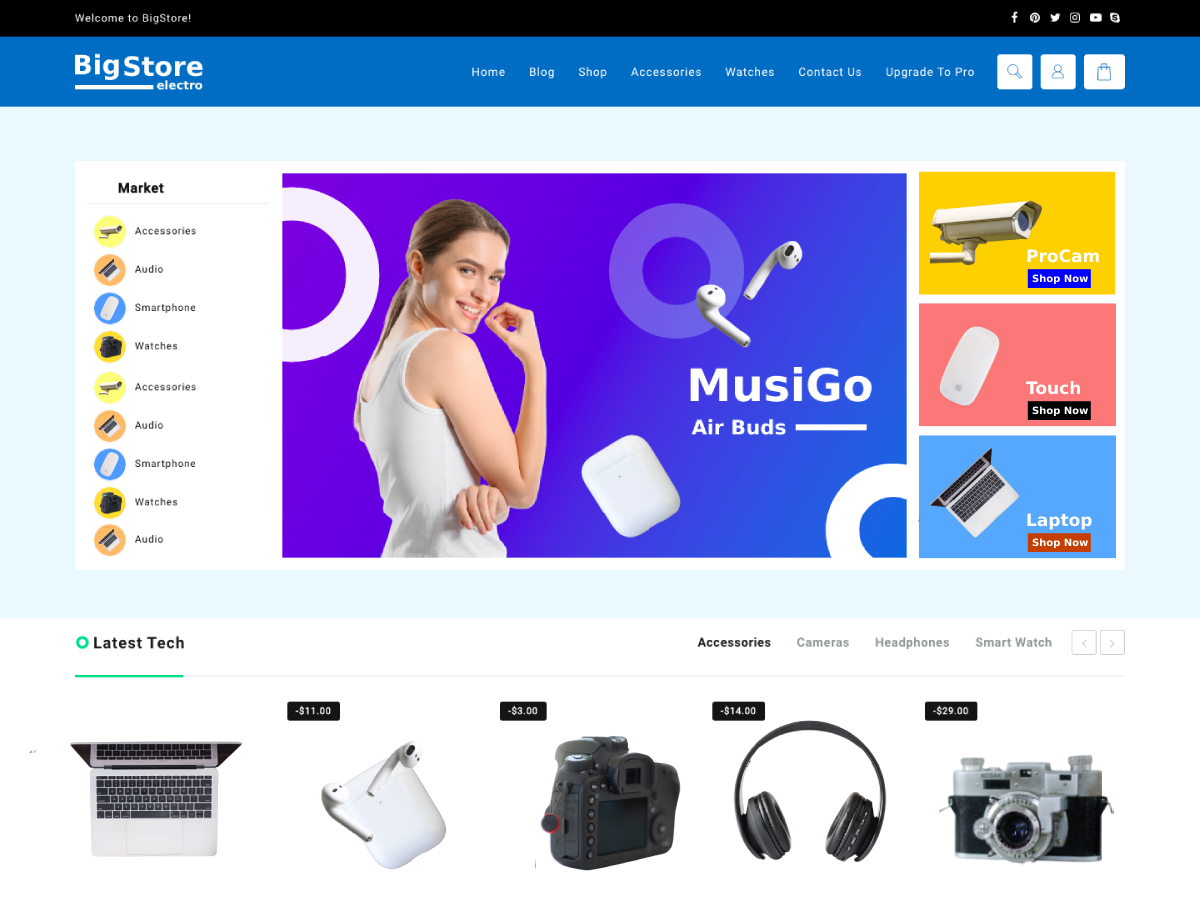 Welcome to BigStore!
BigStore
electro
Home Blog Shop Accessories Watches Contact Us Upgrade To Pro
Market
Accessories
Audio
Smartphone
Watches
Accessories
Audio
Smartphone
Watches
Audio
MusiGo
Air Buds
ProCam
Shop Now
Touch
Shop Now
Laptop
Shop Now
Latest Tech
Accessories Cameras Headphones Smart Watch
-$11.00
-$3.00
-$14.00
-$29.00